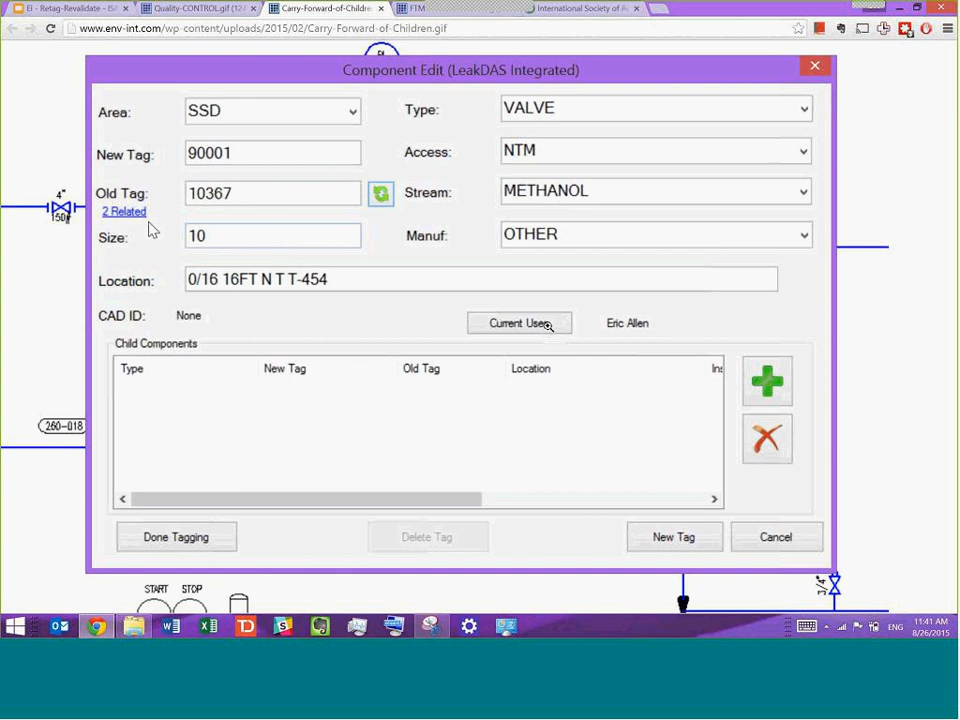 EI - Retag-Revalidate - IS
Quality-CONTROL.gif (12
Carry-Forward-of-Childre
FTM
International Society of A
www.env-int.com/wp-content/uploads/2015/02/Carry-Forward-of-Children.gif
Component Edit (LeakDAS Integrated)
Area: SSD Type: VALVE
New Tag: 90001 Access: NTM
Old Tag: 10367 Stream: METHANOL
2 Related
Size: 10 Manuf: OTHER
Location: 0/16 16FT N T T-454
CAD ID: None Current User Eric Allen
Child Components
Type New Tag Old Tag Location Ins
Done Tagging Delete Tag New Tag Cancel
4"
150#
260-018
START STOP
3/4"
ENG 11:41 AM
8/26/2015